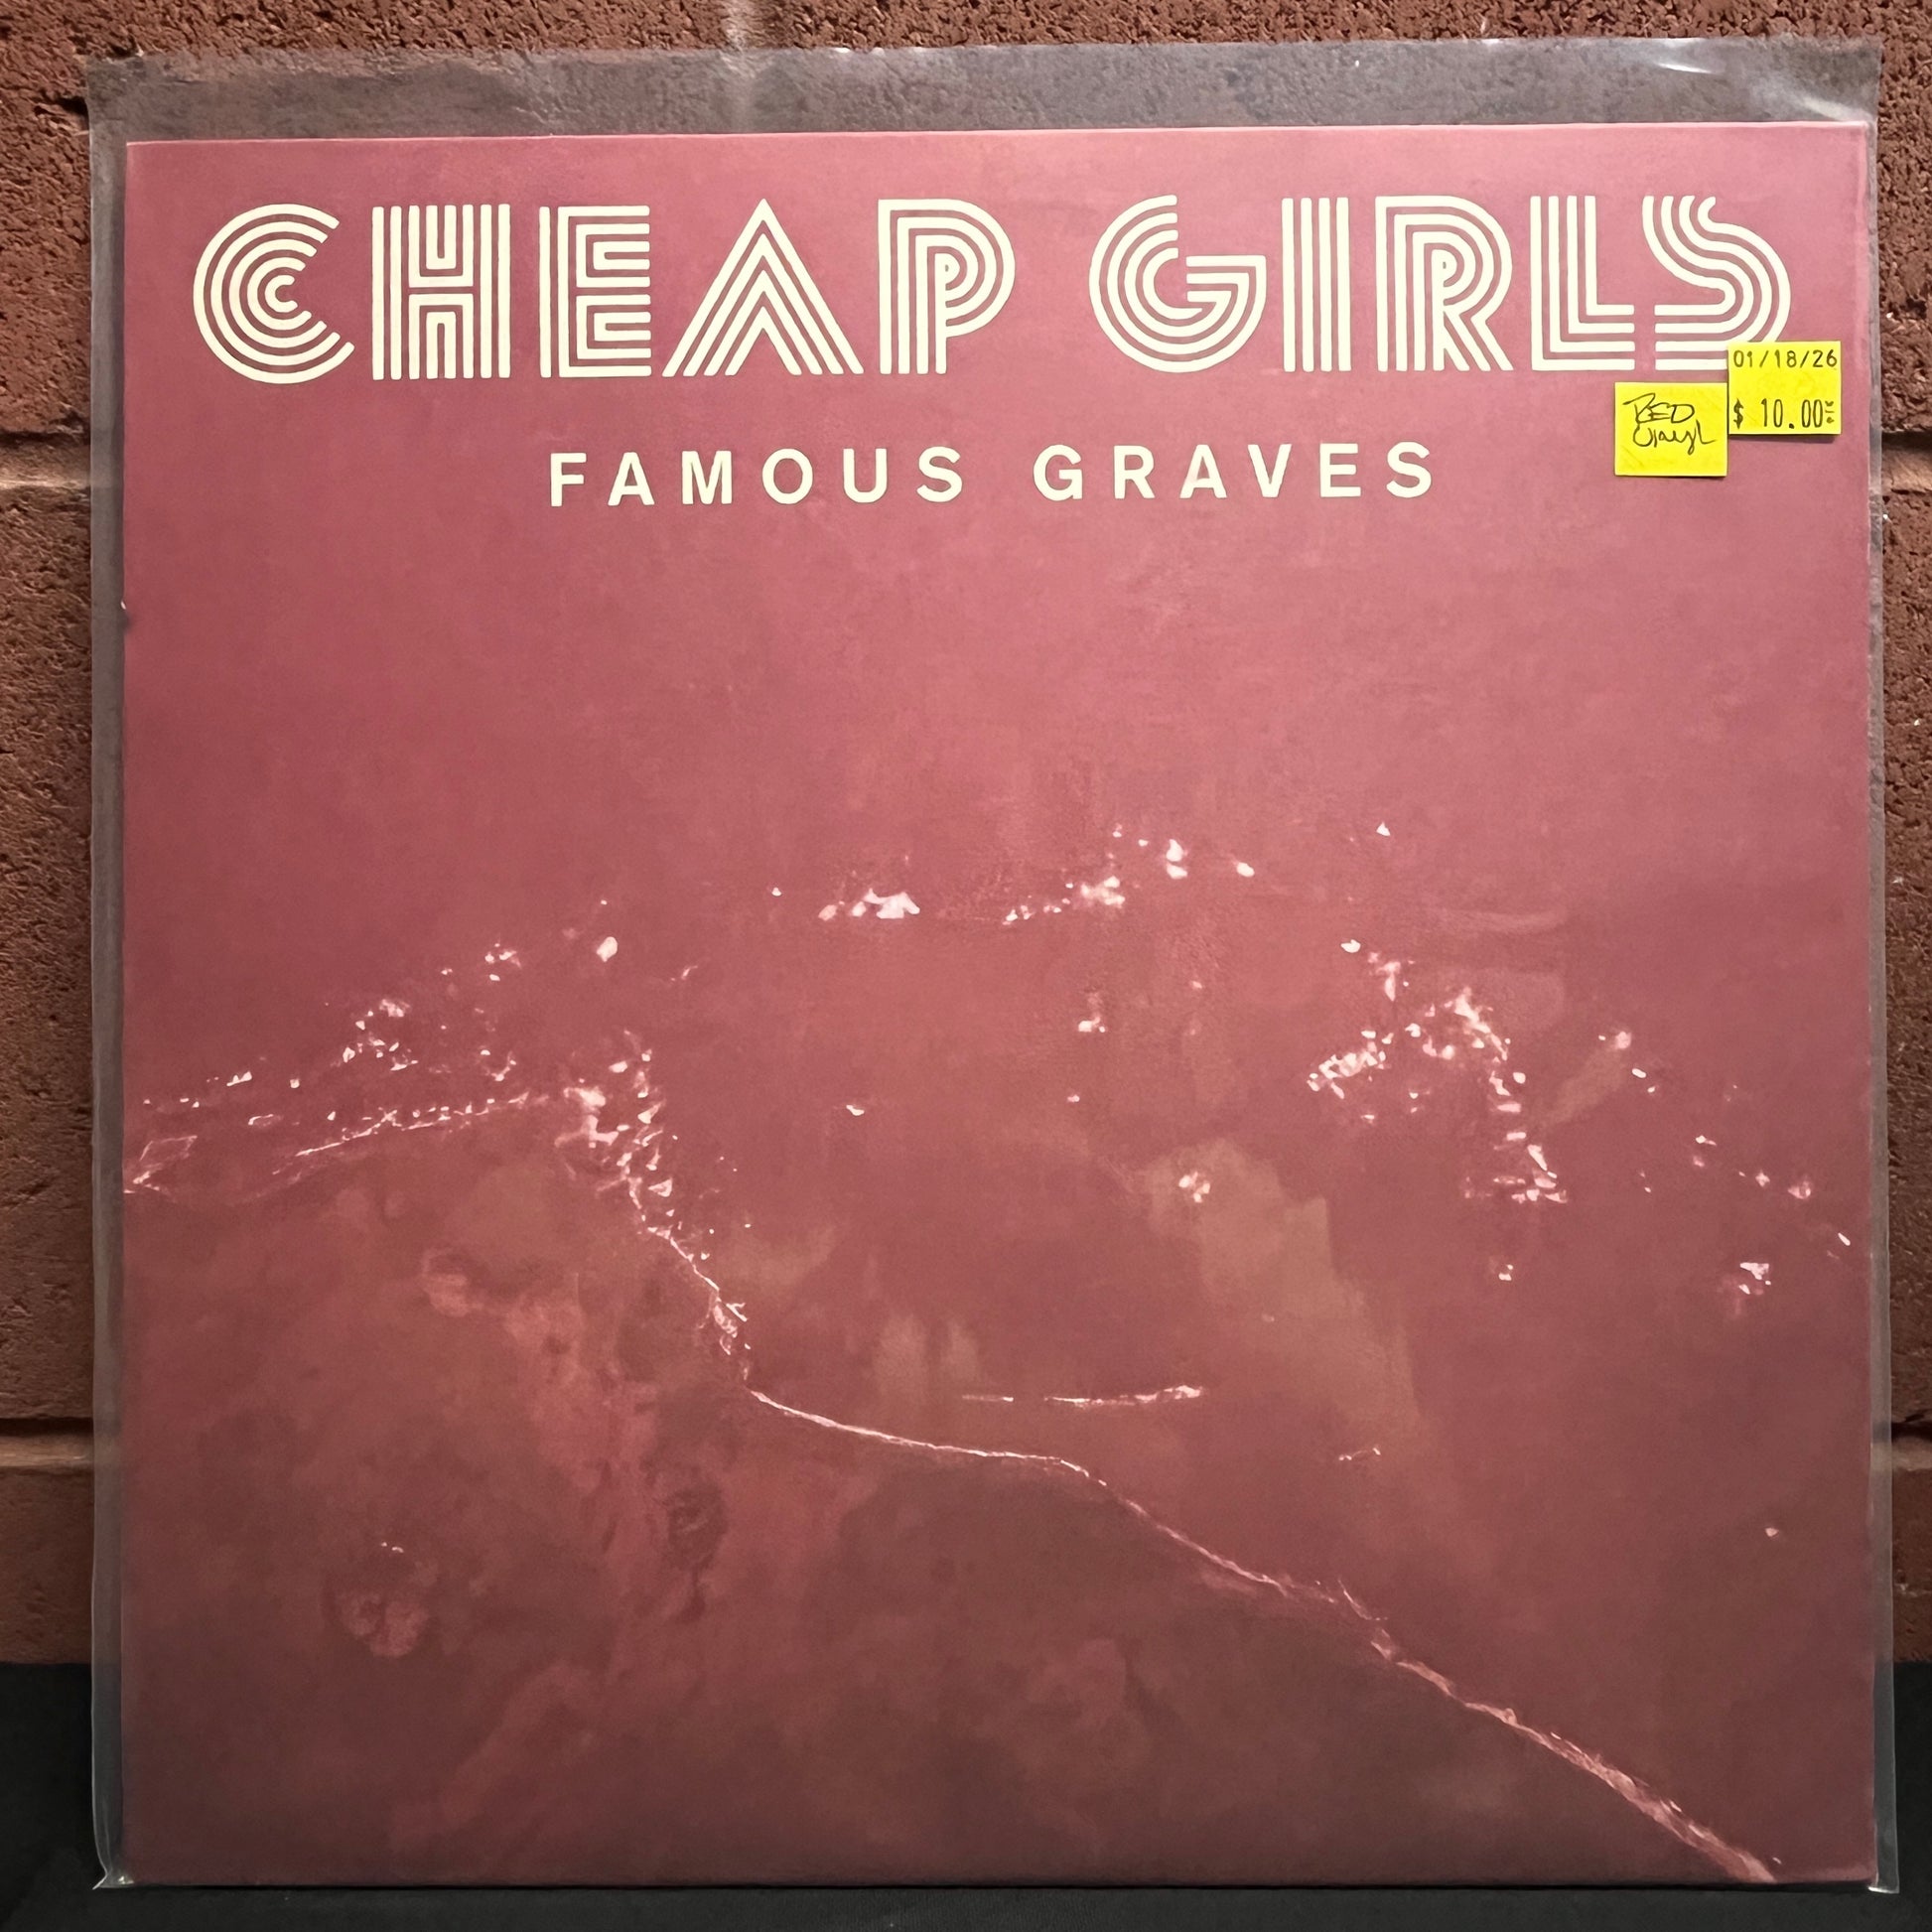 CHEAP GIRLS
FAMOUS GRAVES
01/18/26
$ 10.00
RED
Vinyl